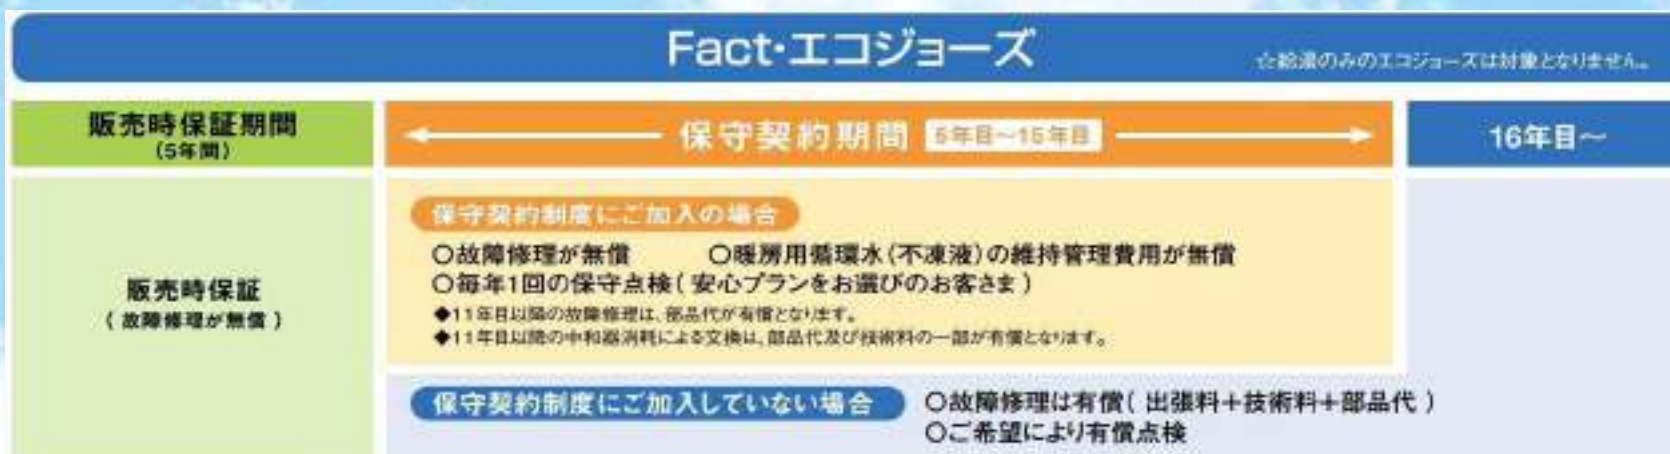 Fact・エコジョーズ
☆給湯のみのエコジョーズは対象となりません。
販売時保証期間
(5年間)
保守契約期間 6年目~15年目
16年目~
販売時保証
(故障修理が無償)
保守契約制度にご加入の場合
○故障修理が無償 ○暖房用循環水(不凍液)の維持管理費用が無償
○毎年1回の保守点検(安心プランをお選びのお客さま)
◆11年目以降の故障修理は、部品代が有償となります。
◆11年目以降の中和器消耗による交換は、部品代及び技術料の一部が有償となります。
保守契約制度にご加入していない場合
○故障修理は有償(出張料+技術料+部品代)
○ご希望により有償点検